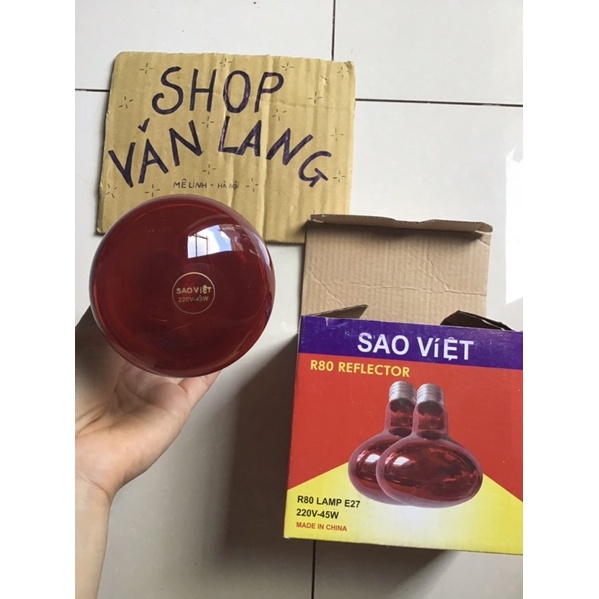 SHOP
VĂN LANG
MÊ LINH - HÀ NỘI
SAO VIỆT
220V-45W
SAO VÍỆT
R80 REFLECTOR
R80 LAMP E27
220V-45W
MADE IN CHINA